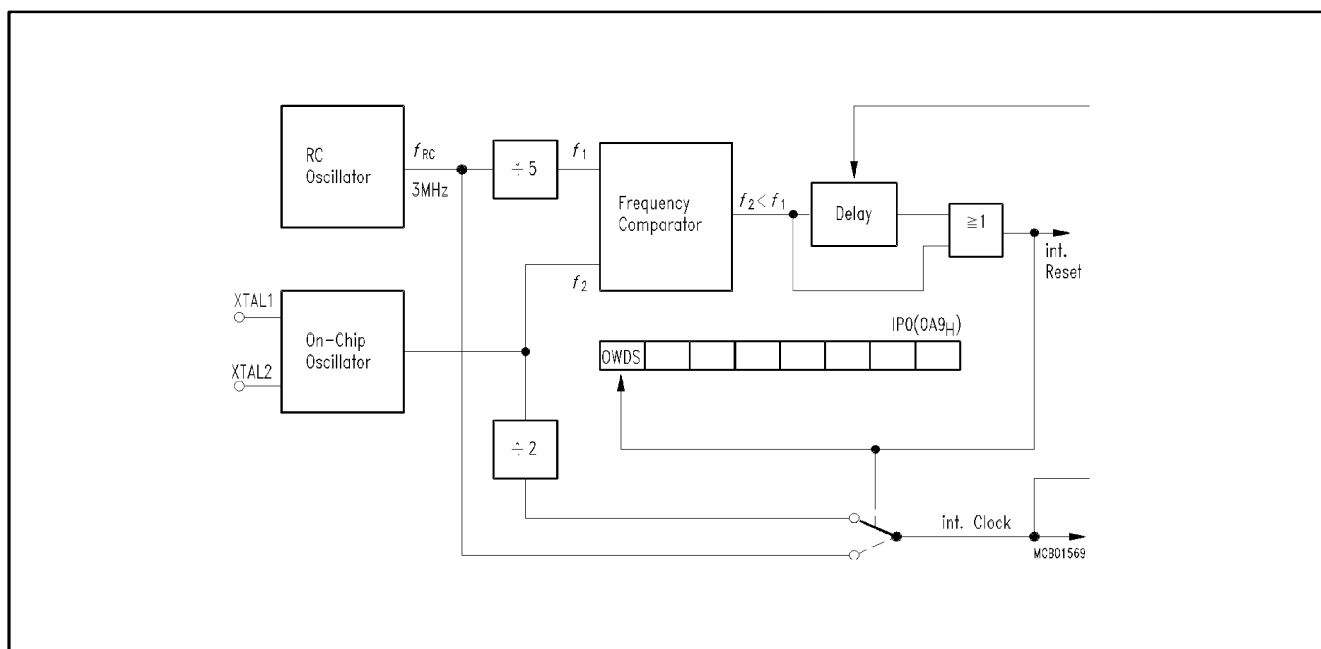 RC
Oscillator
fRC
3MHz
÷ 5
f1
Frequency
Comparator
f2 < f1
Delay
≧1
int.
Reset
f2
XTAL1
On-Chip
Oscillator
XTAL2
IP0(0A9H)
OWDS
÷ 2
int. Clock
MCB01569